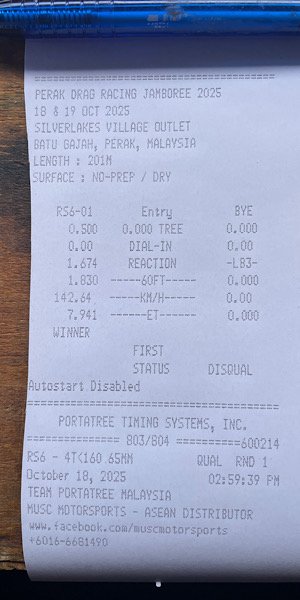 ===========================================
PERAK DRAG RACING JAMBOREE 2025
18 & 19 OCT 2025
SILVERLAKES VILLAGE OUTLET
BATU GAJAH, PERAK, MALAYSIA
LENGTH : 201M
SURFACE : NO-PREP / DRY
RS6-01 Entry BYE
0.500 0.000 TREE 0.000
0.00 DIAL-IN 0.00
1.674 REACTION -LB3-
1.830 ------60FT------ 0.000
142.64 ------KM/H------ 0.00
7.941 ------ET------ 0.000
WINNER
FIRST
STATUS DISQUAL
Autostart Disabled
===========================================
PORTATREE TIMING SYSTEMS, INC.
=============== 803/804 ==========600214
RS6 - 4T<160 65MM QUAL RND 1
October 18, 2025 02:59:39 PM
TEAM PORTATREE MALAYSIA
MUSC MOTORSPORTS - ASEAN DISTRIBUTOR
www.facebook.com/muscmotorsports
+6016-6681490